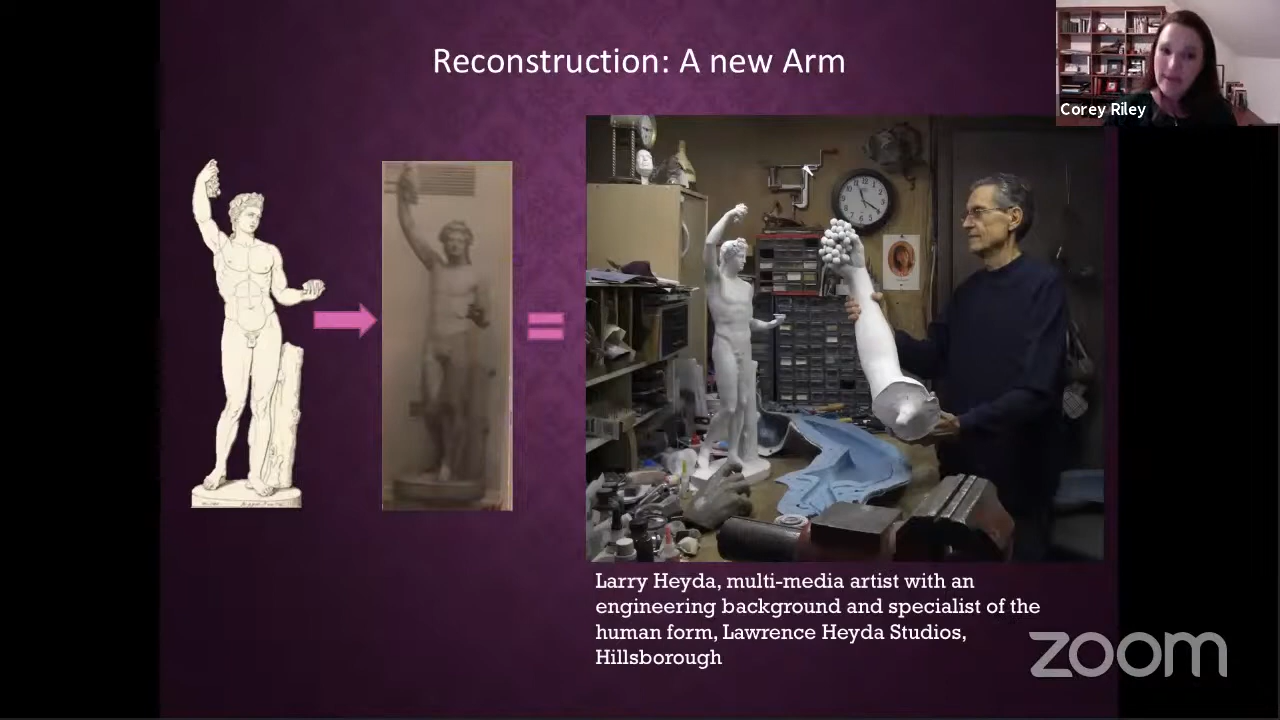 Reconstruction: A new Arm
Corey Riley
Larry Heyda, multi-media artist with an
engineering background and specialist of the
human form, Lawrence Heyda Studios,
Hillsborough
zoom